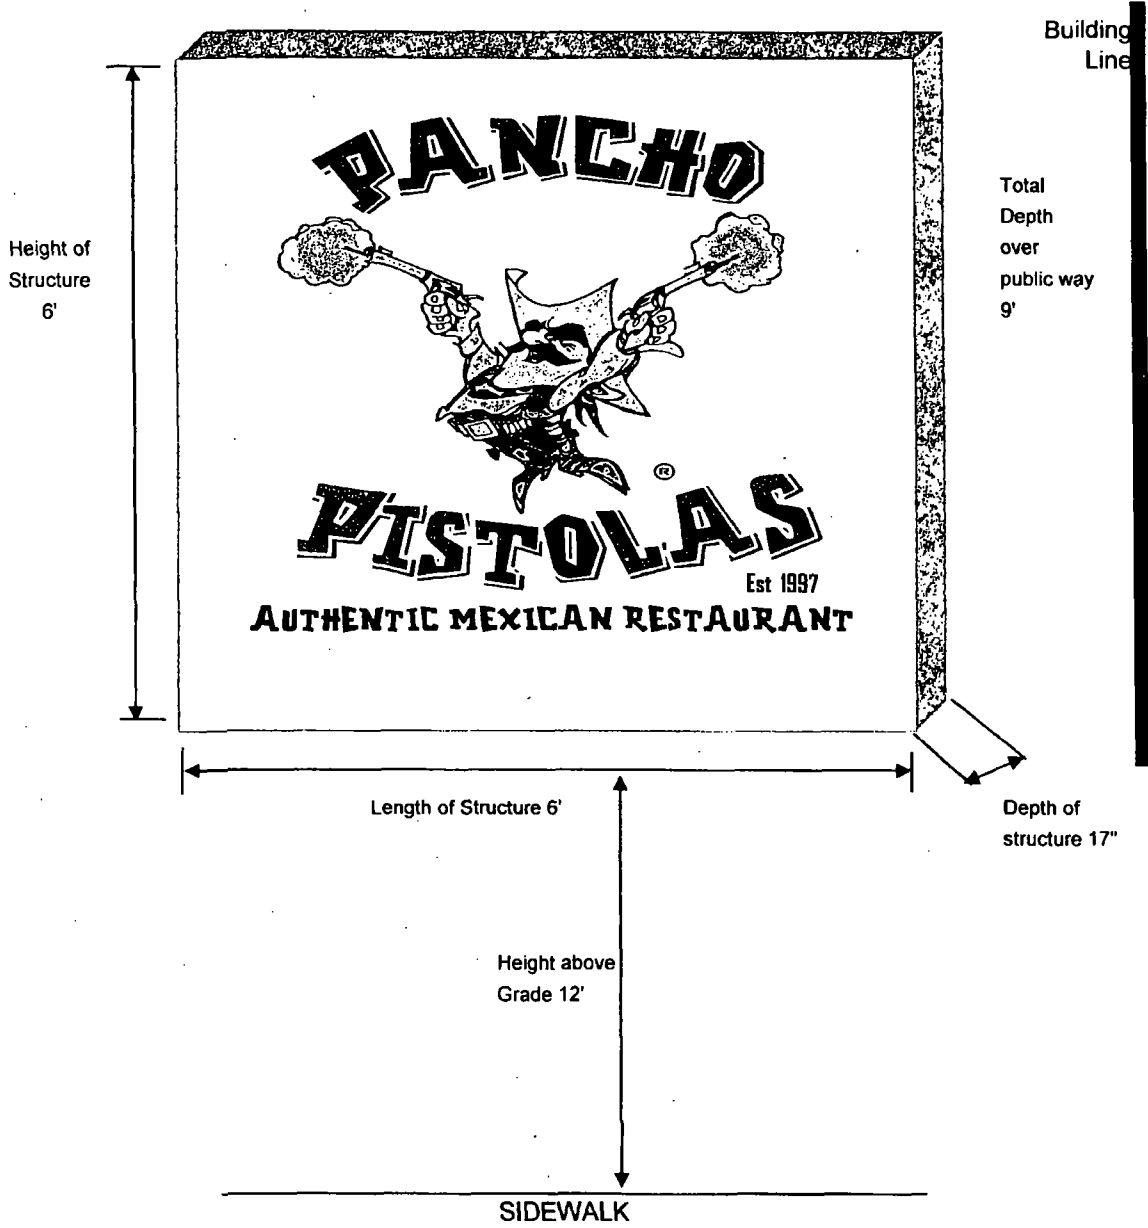 Building
Line
PANCHO
Total
Depth
over
public way
9'
Height of
Structure
6'
®
PISTOLAS
Est 1997
AUTHENTIC MEXICAN RESTAURANT
Length of Structure 6'
Depth of
structure 17"
Height above
Grade 12'
SIDEWALK